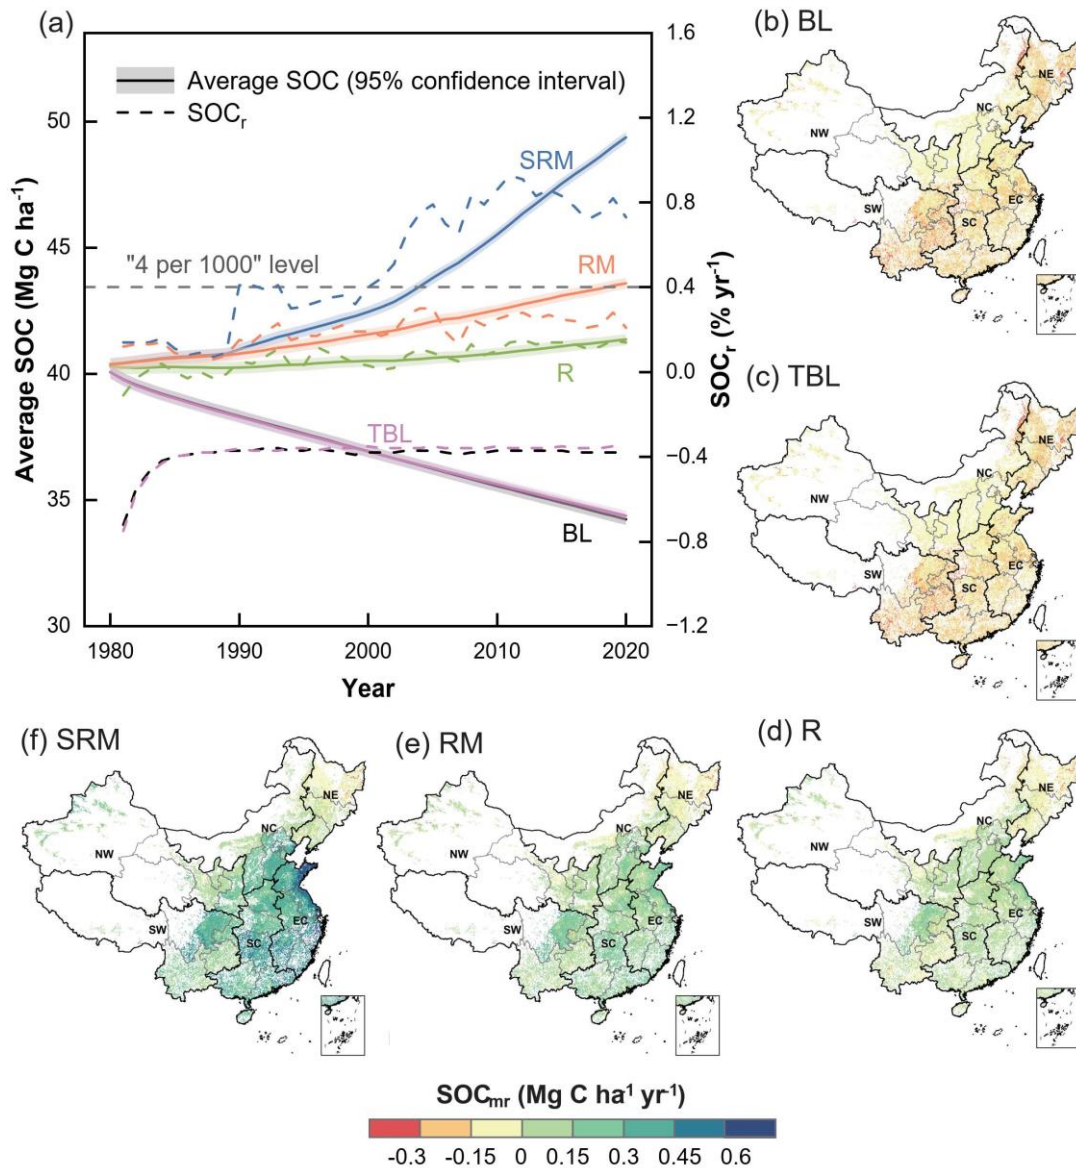 (a)
Average SOC (95% confidence interval)
SOCr
SRM
"4 per 1000" level
RM
R
TBL
BL
50
45
40
35
30
Average SOC (Mg C ha-1)
1.6
1.2
0.8
0.4
0.0
−0.4
−0.8
−1.2
SOCr (% yr-1)
1980
1990
2000
2010
2020
Year
(b) BL
NE
NC
NW
SW
EC
SC
(c) TBL
NE
NC
NW
SW
EC
SC
(f) SRM
NE
NC
NW
SW
EC
SC
(e) RM
NE
NC
NW
SW
EC
SC
(d) R
NE
NC
NW
SW
EC
SC
SOCmr (Mg C ha-1 yr-1)
-0.3 -0.15 0 0.15 0.3 0.45 0.6